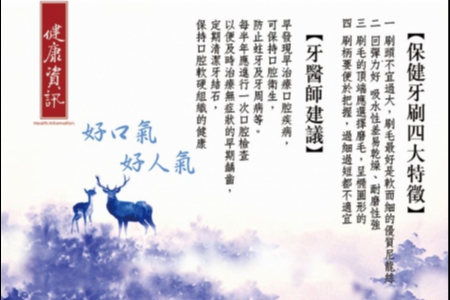 【保健牙刷四大特徵】
一 刷頭不宜過大，刷毛最好是軟而細的優質尼龍絲
二 回彈力好 吸水性差易乾燥、耐磨性強
三 刷毛的頂端應選擇磨毛，呈橢圓形的
四 刷柄要便於把握，過細過短都不適宜
【牙醫師建議】
早發現早治療口腔疾病，
可保持口腔衛生，
防止蛀牙及牙周病等。
每半年應進行一次口腔檢查
以便及時治療無症狀的早期齲齒，
定期清潔牙結石，
保持口腔軟硬組織的健康
好口氣
好人氣
健康資訊
Health Information